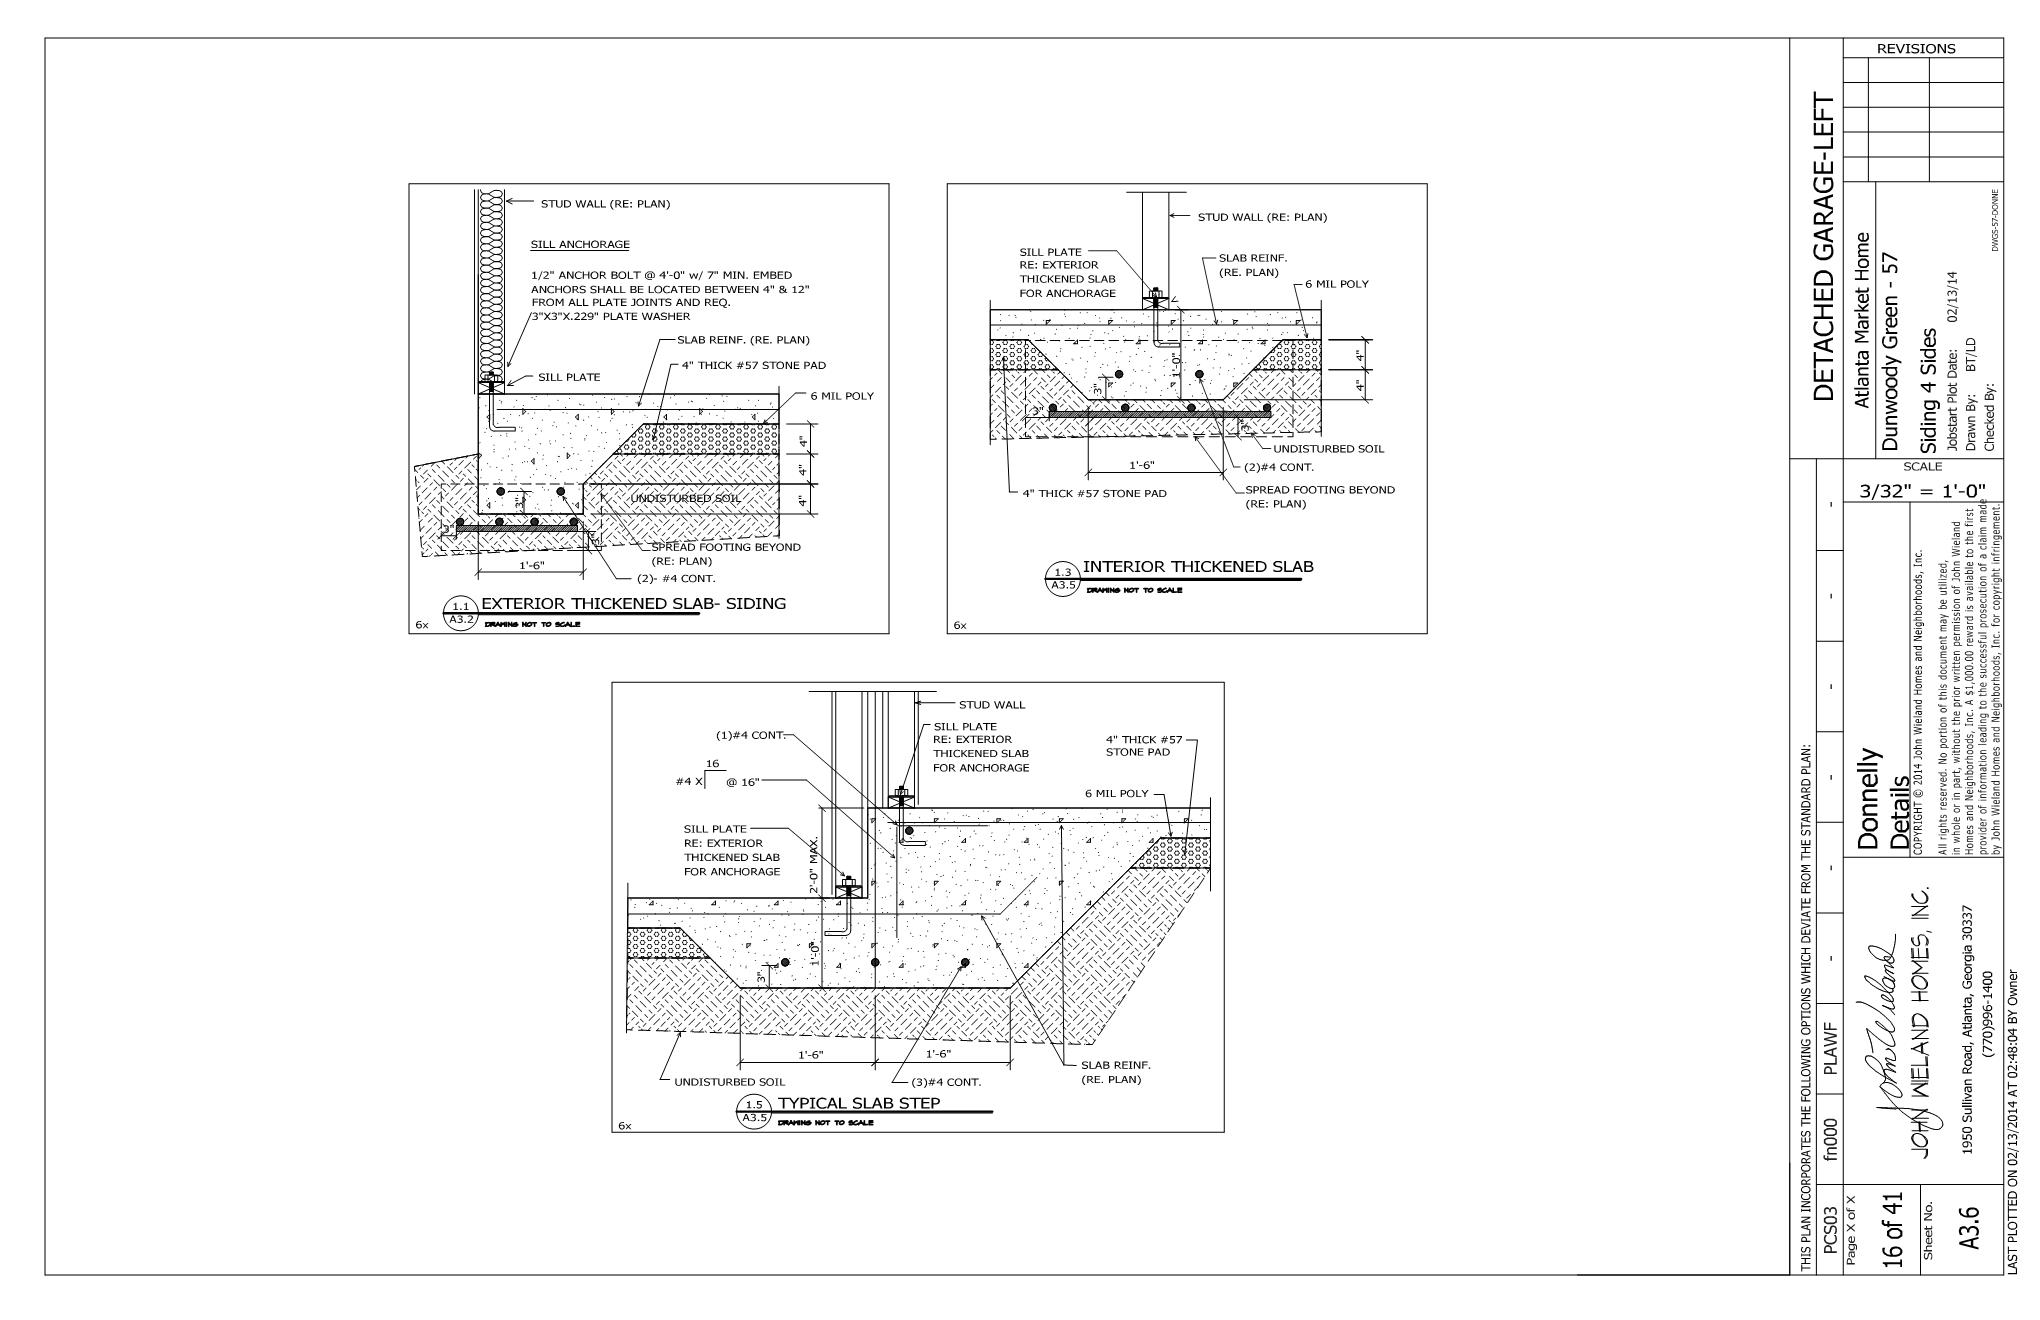 STUD WALL (RE: PLAN)
SILL ANCHORAGE
1/2" ANCHOR BOLT @ 4'-0" w/ 7" MIN. EMBED
ANCHORS SHALL BE LOCATED BETWEEN 4" & 12"
FROM ALL PLATE JOINTS AND REQ.
3"X3"X.229" PLATE WASHER
SLAB REINF. (RE. PLAN)
4" THICK #57 STONE PAD
SILL PLATE
6 MIL POLY
4"
4"
4"
UNDISTURBED SOIL
3"
3"
3"
SPREAD FOOTING BEYOND
(RE: PLAN)
1'-6"
(2)- #4 CONT.
1.1
A3.2
EXTERIOR THICKENED SLAB- SIDING
DRAWING NOT TO SCALE
6x
STUD WALL (RE: PLAN)
SILL PLATE
RE: EXTERIOR
THICKENED SLAB
FOR ANCHORAGE
SLAB REINF.
(RE. PLAN)
6 MIL POLY
1'-0"
4"
4"
3"
3"
3"
UNDISTURBED SOIL
1'-6"
(2)#4 CONT.
4" THICK #57 STONE PAD
SPREAD FOOTING BEYOND
(RE: PLAN)
1.3
A3.5
INTERIOR THICKENED SLAB
DRAWING NOT TO SCALE
6x
STUD WALL
(1)#4 CONT.
SILL PLATE
RE: EXTERIOR
THICKENED SLAB
FOR ANCHORAGE
4" THICK #57
STONE PAD
16
#4 X @ 16"
6 MIL POLY
SILL PLATE
RE: EXTERIOR
THICKENED SLAB
FOR ANCHORAGE
2'-0" MAX.
1'-0"
3"
1'-6"
1'-6"
SLAB REINF.
(RE. PLAN)
UNDISTURBED SOIL
(3)#4 CONT.
1.5
A3.5
TYPICAL SLAB STEP
DRAWING NOT TO SCALE
6x
REVISIONS
DETACHED GARAGE-LEFT
Atlanta Market Home
Dunwoody Green - 57
Siding 4 Sides
Jobstart Plot Date: 02/13/14
Drawn By: BT/LD
Checked By:
DWGS-57-DONNE
SCALE
3/32" = 1'-0"
Donnelly
Details
COPYRIGHT © 2014 John Wieland Homes and Neighborhoods, Inc.
All rights reserved. No portion of this document may be utilized,
in whole or in part, without the prior written permission of John Wieland
Homes and Neighborhoods, Inc. A $1,000.00 reward is available to the first
provider of information leading to the successful prosecution of a claim made
by John Wieland Homes and Neighborhoods, Inc. for copyright infringement.
THIS PLAN INCORPORATES THE FOLLOWING OPTIONS WHICH DEVIATE FROM THE STANDARD PLAN:
PCS03
fn000
PLAWF
-
-
-
-
-
-
John Wieland
JOHN WIELAND HOMES, INC.
1950 Sullivan Road, Atlanta, Georgia 30337
(770)996-1400
Page X of X
16 of 41
Sheet No.
A3.6
LAST PLOTTED ON 02/13/2014 AT 02:48:04 BY Owner